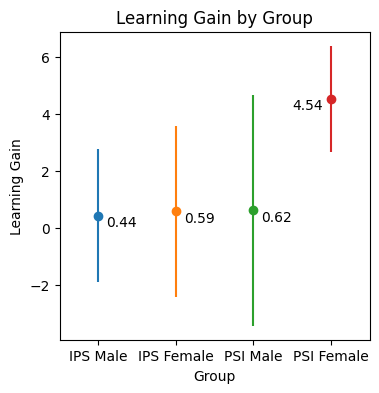 Learning Gain by Group
Learning Gain
6
4
2
0
−2
0.44
0.59
0.62
4.54
IPS Male
IPS Female
PSI Male
PSI Female
Group